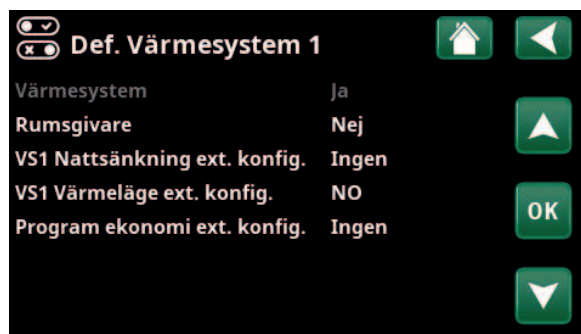 Def. Värmesystem 1
Värmesystem Ja
Rumsgivare Nej
VS1 Nattsänkning ext. konfig. Ingen
VS1 Värmeläge ext. konfig. NO
OK
Program ekonomi ext. konfig. Ingen